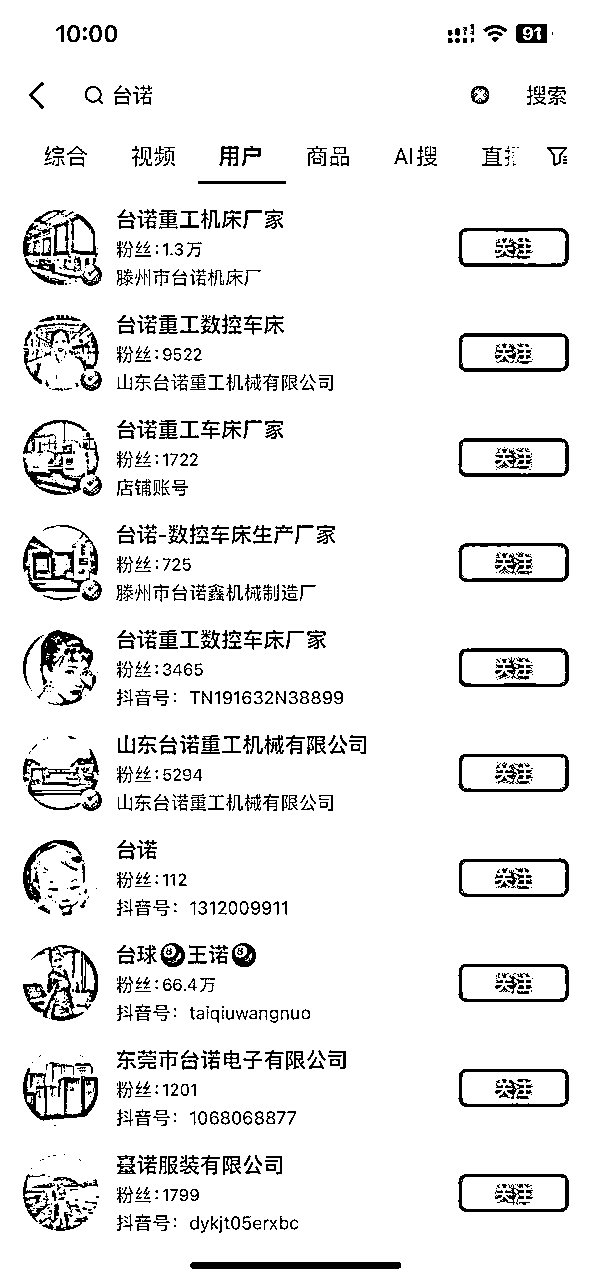 10:00
91
台诺
搜索
综合 视频 用户 商品 AI搜 直播
台诺重工机床厂家
粉丝:1.3万
关注
滕州市台诺机床厂
台诺重工数控车床
粉丝:9522
关注
山东台诺重工机械有限公司
台诺重工车床厂家
粉丝:1722
关注
店铺账号
台诺-数控车床生产厂家
粉丝:725
关注
滕州市台诺鑫机械制造厂
台诺重工数控车床厂家
粉丝:3465
关注
抖音号: TN191632N38899
山东台诺重工机械有限公司
粉丝:5294
关注
山东台诺重工机械有限公司
台诺
粉丝:112
关注
抖音号: 1312009911
台球🎱王诺🎱
粉丝:66.4万
关注
抖音号: taiqiuwangnuo
东莞市台诺电子有限公司
粉丝:1201
关注
抖音号: 1068068877
诺服装有限公司
粉丝:1799
关注
抖音号: dykjt05erxbc